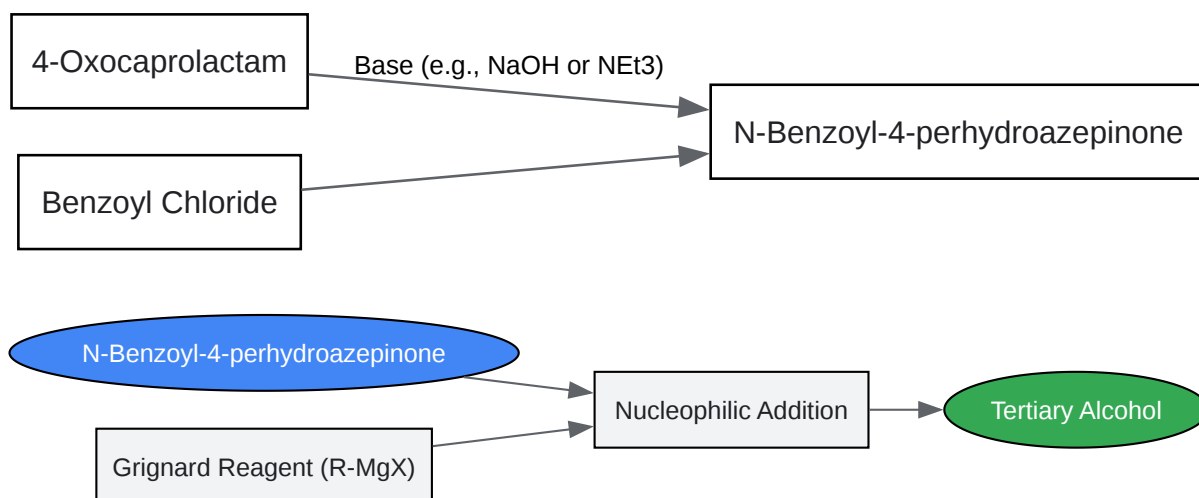 4-Oxocaprolactam
Base (e.g., NaOH or NEt3)
N-Benzoyl-4-perhydroazepinone
Benzoyl Chloride
N-Benzoyl-4-perhydroazepinone
Nucleophilic Addition
Tertiary Alcohol
Grignard Reagent (R-MgX)